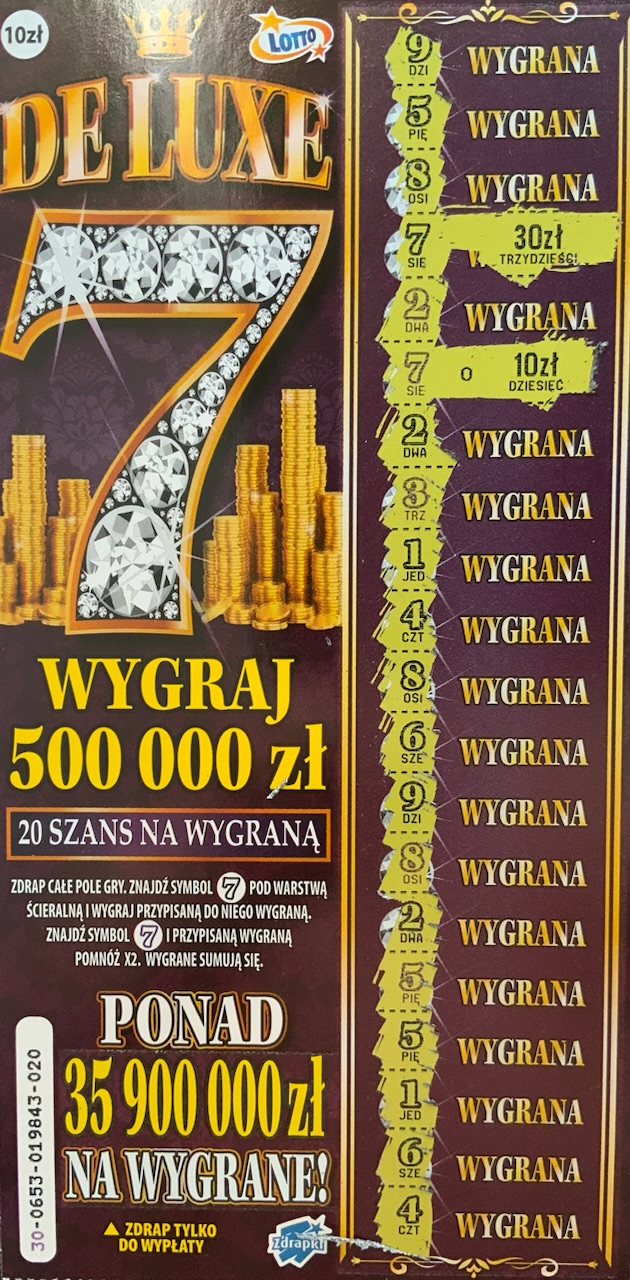 10zł
LOTTO
DE LUXE
7
WYGRAJ
500 000 zł
20 SZANS NA WYGRANĄ
ZDRAP CAŁE POLE GRY. ZNAJDŹ SYMBOL 7 POD WARSTWĄ
ŚCIERALNĄ I WYGRAJ PRZYPISANĄ DO NIEGO WYGRANĄ.
ZNAJDŹ SYMBOL 7 I PRZYPISANĄ WYGRANĄ
POMNÓŻ X2. WYGRANE SUMUJĄ SIĘ.
PONAD
35 900 000 zł
NA WYGRANE!
30-0653-019843-020
▲ ZDRAP TYLKO
DO WYPŁATY
Zdrapki
9 WYGRANA
DZI
5 WYGRANA
PIĘ
8 WYGRANA
OSI
7 30zł
SIE TRZYDZIEŚCI
2 WYGRANA
DWA
7 10zł
SIE DZIESIĘĆ
2 WYGRANA
DWA
3 WYGRANA
TRZ
1 WYGRANA
JED
4 WYGRANA
CZT
8 WYGRANA
OSI
6 WYGRANA
SZE
9 WYGRANA
DZI
8 WYGRANA
OSI
2 WYGRANA
DWA
5 WYGRANA
PIĘ
5 WYGRANA
PIĘ
1 WYGRANA
JED
6 WYGRANA
SZE
4 WYGRANA
CZT